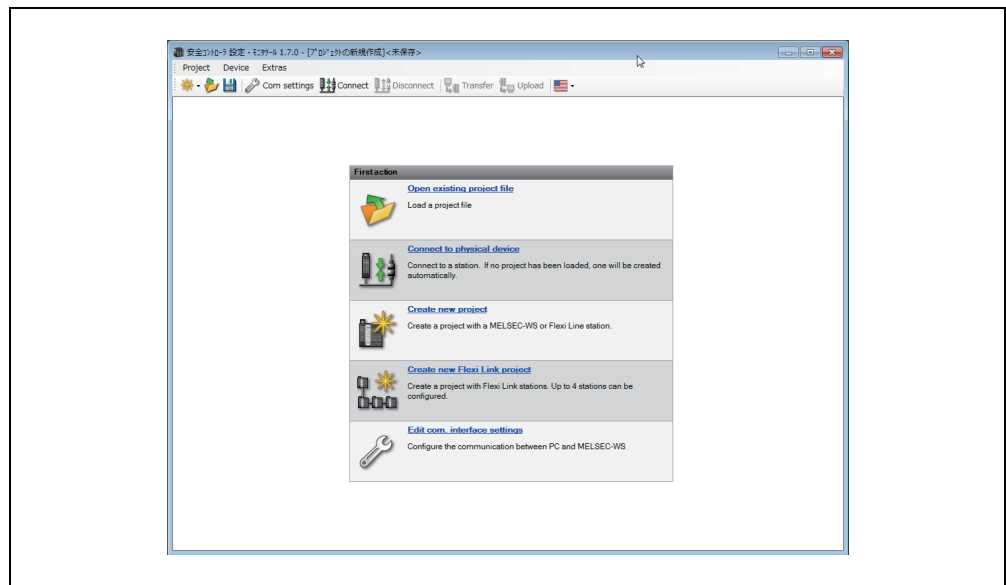 安全ｺﾝﾄﾛｰﾗ 設定・ﾓﾆﾀﾂｰﾙ 1.7.0 - [ﾌﾟﾛｼﾞｪｸﾄの新規作成]<未保存>
Project Device Extras
Com settings Connect Disconnect Transfer Upload
First action
Open existing project file
Load a project file
Connect to physical device
Connect to a station. If no project has been loaded, one will be created
automatically.
Create new project
Create a project with a MELSEC-WS or Flexi Line station.
Create new Flexi Link project
Create a project with Flexi Link stations. Up to 4 stations can be
configured.
Edit com. interface settings
Configure the communication between PC and MELSEC-WS